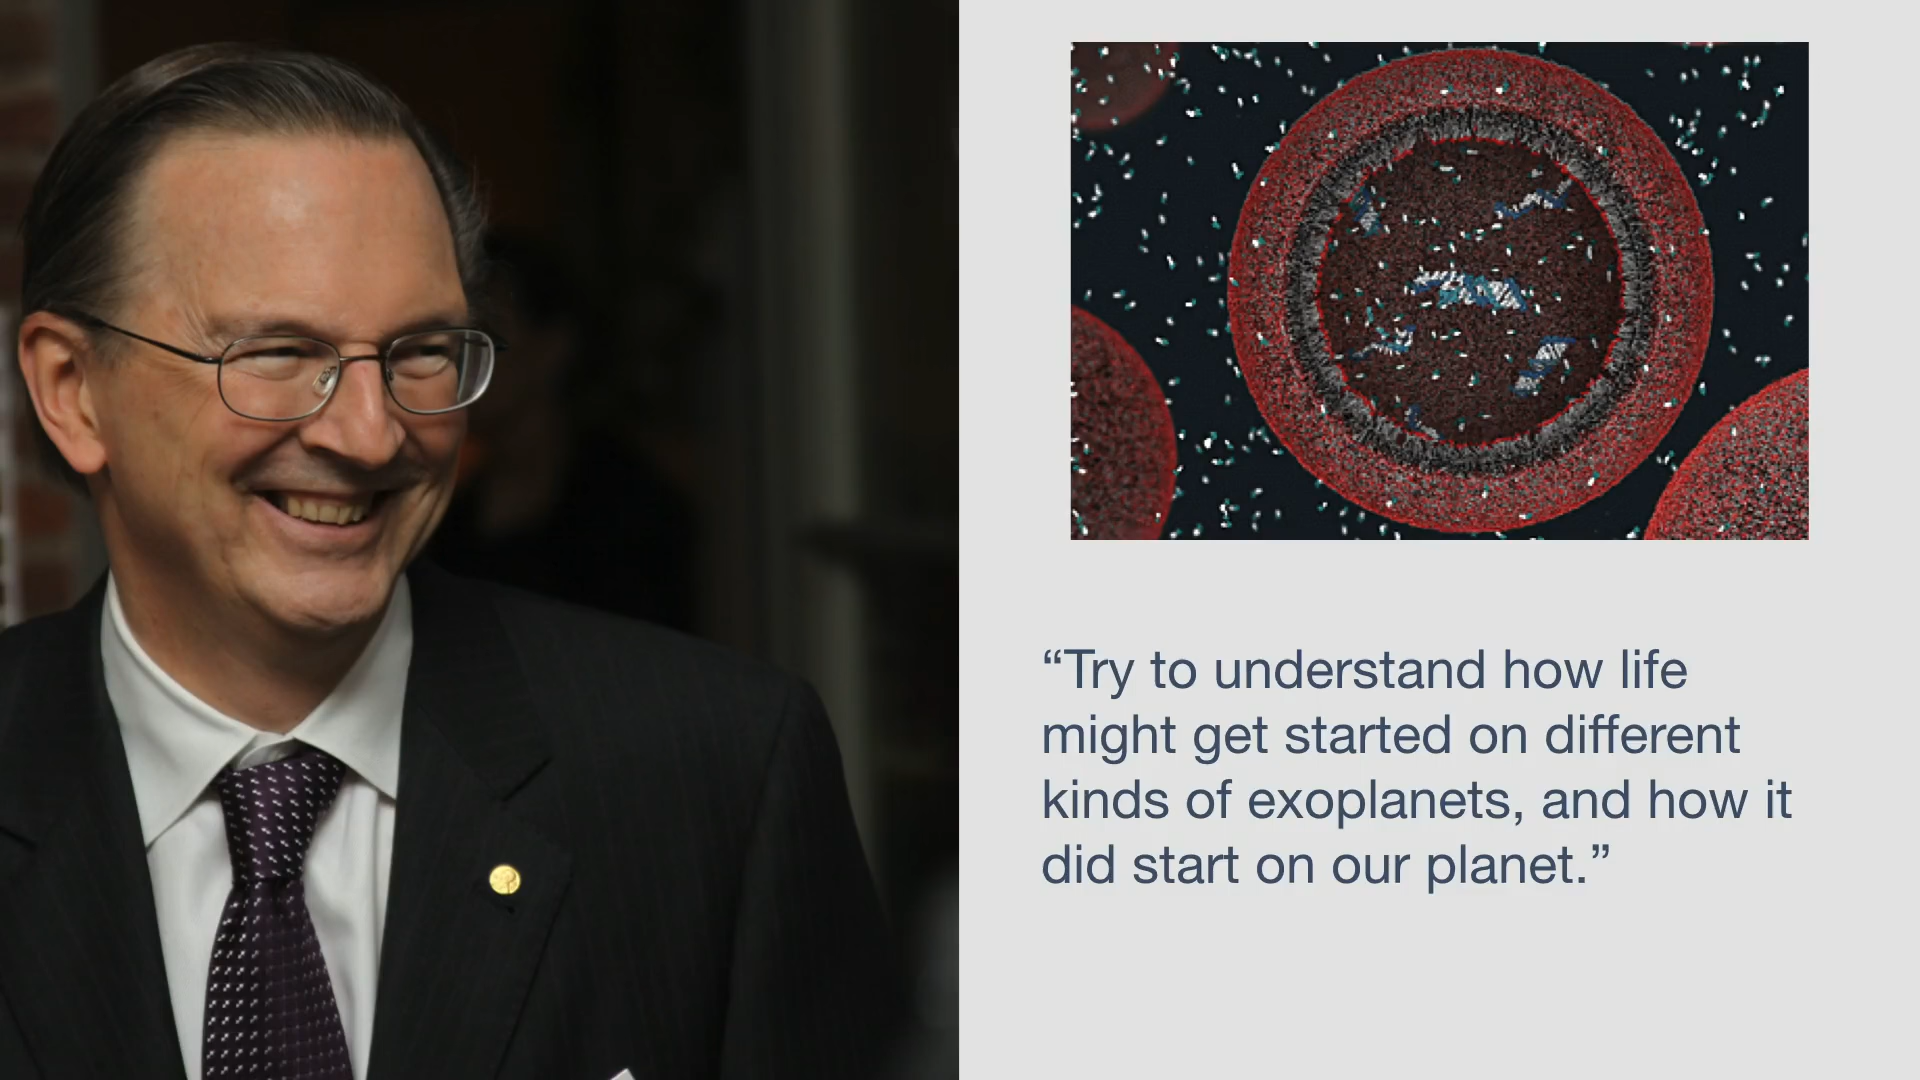 “Try to understand how life
might get started on different
kinds of exoplanets, and how it
did start on our planet.”